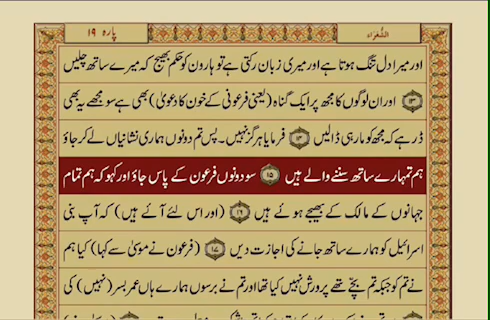 پارہ ۱۹
الشُّعَرَاء
اور میرا دل تنگ ہوتا ہے اور میری زبان رکتی ہے تو ہارون کو حکم بھیج کہ میرے ساتھ چلیں
۱۳ اور ان لوگوں کا مجھ پر ایک گناہ (یعنی فرعونی کے خون کا دعویٰ) بھی ہے سو مجھے یہ بھی
ڈر ہے کہ مجھ کو مار ہی ڈالیں ۱۴ فرمایا ہرگز نہیں۔ پس تم دونوں ہماری نشانیاں لے کر جاؤ
ہم تمہارے ساتھ سننے والے ہیں ۱۵ سو دونوں فرعون کے پاس جاؤ اور کہو کہ ہم تمام
جہانوں کے مالک کے بھیجے ہوئے ہیں ۱۶ (اور اس لئے آئے ہیں) کہ آپ بنی
اسرائیل کو ہمارے ساتھ جانے کی اجازت دیں ۱۷ (فرعون نے موسیٰ سے کہا) کیا ہم
نے تم کو جبکہ تم بچّے تھے پرورش نہیں کیا تھا اور تم نے برسوں ہمارے ہاں عمر بسر (نہیں) کی